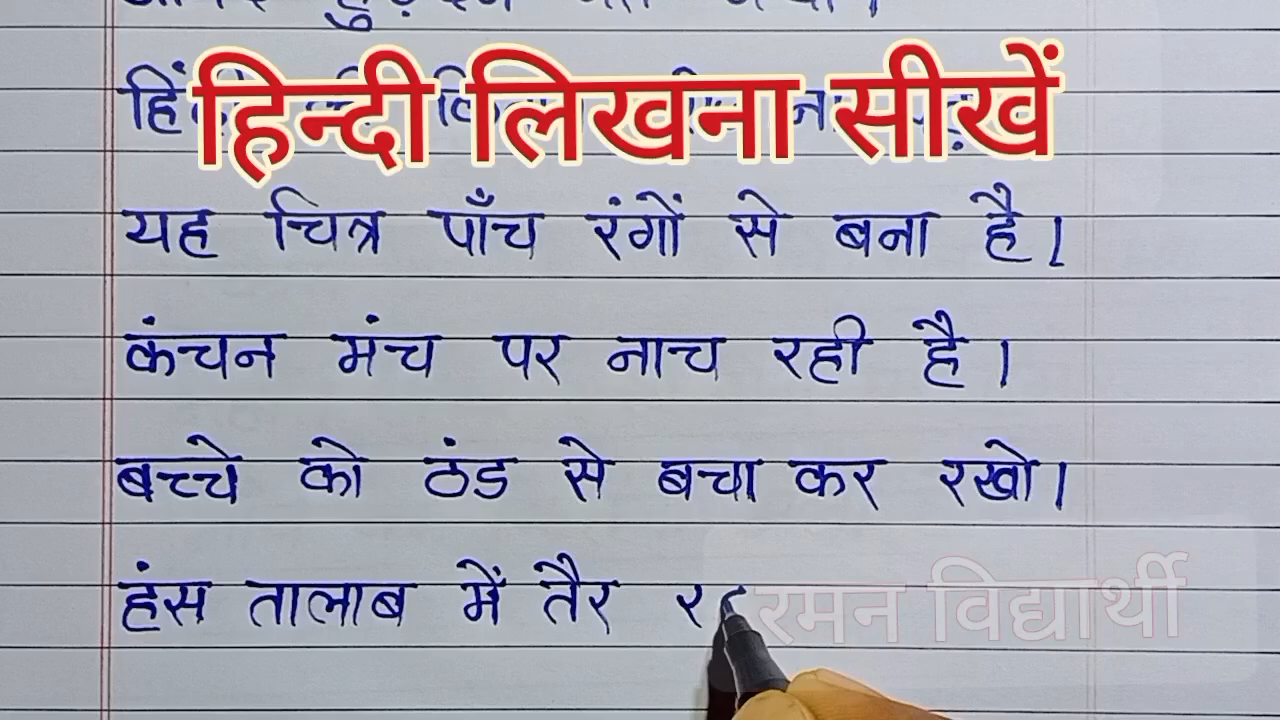 हिन्दी लिखना सीखें
यह चित्र पाँच रंगों से बना है।
कंचन मंच पर नाच रही है।
बच्चे को ठंड से बचा कर रखो।
हंस तालाब में तैर र
रमन विद्यार्थी